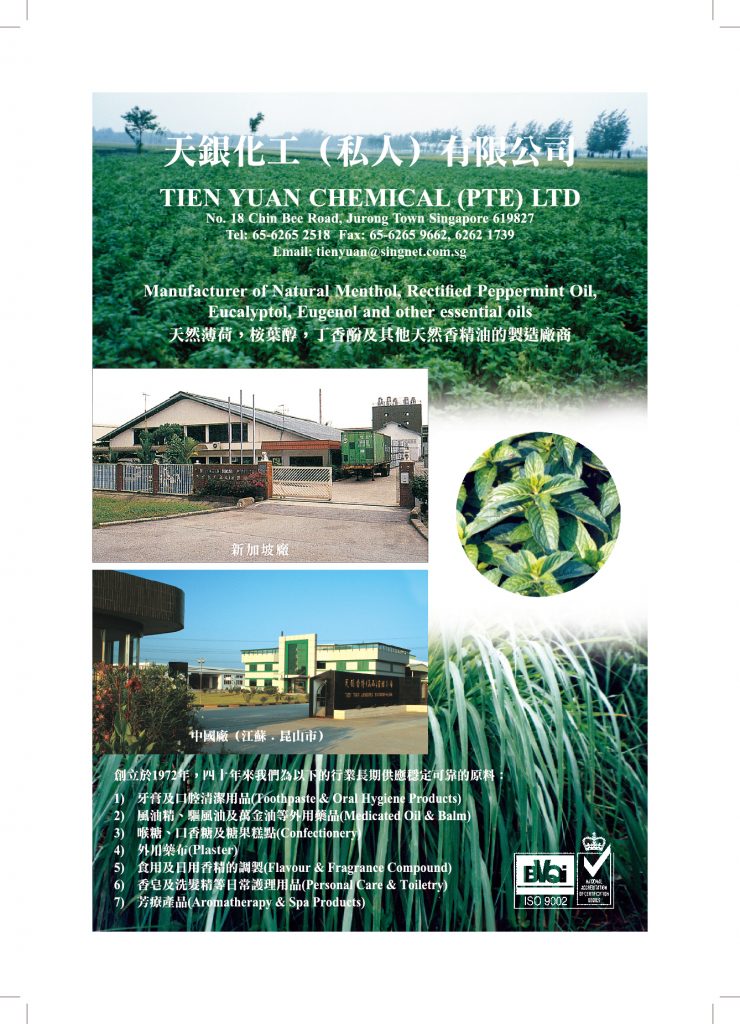 天銀化工（私人）有限公司
TIEN YUAN CHEMICAL (PTE) LTD
No. 18 Chin Bee Road, Jurong Town Singapore 619827
Tel: 65-6265 2518 Fax: 65-6265 9662, 6262 1739
Email: tienyuan@singnet.com.sg
Manufacturer of Natural Menthol, Rectified Peppermint Oil,
Eucalyptol, Eugenol and other essential oils
天然薄荷，桉葉醇，丁香酚及其他天然香精油的製造廠商
新加坡廠
中國廠（江蘇．昆山市）
創立於1972年，四十年來我們為以下的行業長期供應穩定可靠的原料：
1) 牙膏及口腔清潔用品(Toothpaste & Oral Hygiene Products)
2) 風油精、驅風油及萬金油等外用藥品(Medicated Oil & Balm)
3) 喉糖、口香糖及糖果糕點(Confectionery)
4) 外用藥布(Plaster)
5) 食用及日用香精的調製(Flavour & Fragrance Compound)
6) 香皂及洗髮精等日常護理用品(Personal Care & Toiletry)
7) 芳療產品(Aromatherapy & Spa Products)
BVQi
ISO 9002
NATIONAL
ACCREDITATION
OF CERTIFICATION
BODIES